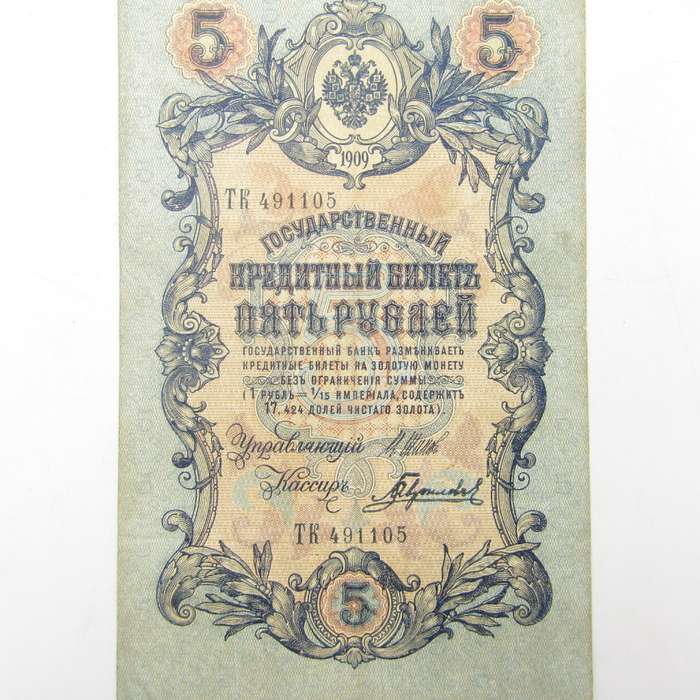 5 5
1909
ТК 491105
ГОСУДАРСТВЕННЫЙ
КРЕДИТНЫЙ БИЛЕТЪ
ПЯТЬ РУБЛЕЙ
ГОСУДАРСТВЕННЫЙ БАНКЪ РАЗМѢНИВАЕТЪ
КРЕДИТНЫЕ БИЛЕТЫ НА ЗОЛОТУЮ МОНЕТУ
БЕЗЪ ОГРАНИЧЕНІЯ СУММЫ
(1 РУБЛЬ = 1/15 ИМПЕРІАЛА, СОДЕРЖИТЪ
17,424 ДОЛЕЙ ЧИСТАГО ЗОЛОТА).
Управляющій
Кассиръ
ТК 491105
5